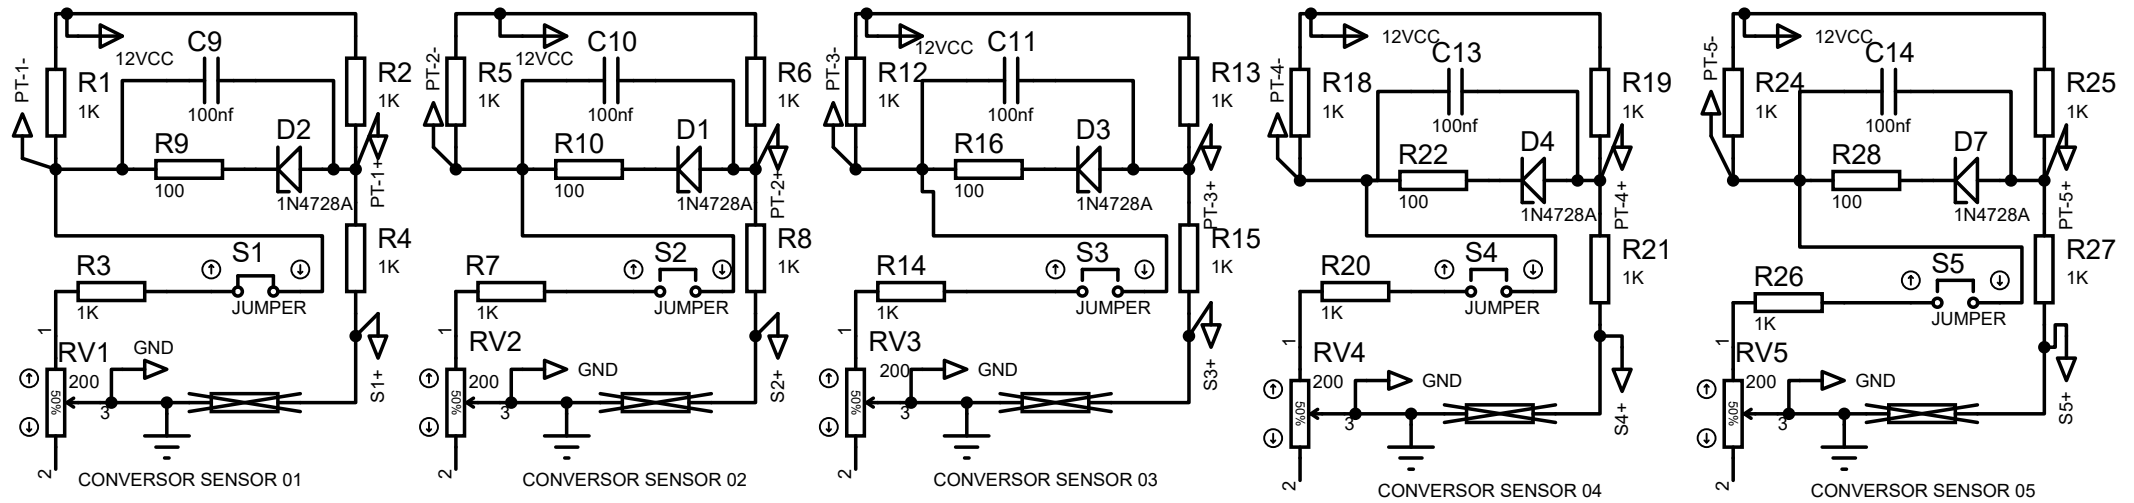 12VCC
C9
PT-1-
R1
1K
100nf
R2
1K
R9
100
D2
1N4728A
PT-1+
R4
1K
R3
1K
S1
JUMPER
1
RV1
200
50%
3
2
GND
S1+
CONVERSOR SENSOR 01
12VCC
C10
PT-2-
R5
1K
100nf
R6
1K
R10
100
D1
1N4728A
PT-2+
R8
1K
R7
1K
S2
JUMPER
1
RV2
200
50%
3
2
GND
S2+
CONVERSOR SENSOR 02
12VCC
C11
PT-3-
R12
1K
100nf
R13
1K
R16
100
D3
1N4728A
PT-3+
R15
1K
R14
1K
S3
JUMPER
1
RV3
200
50%
3
2
GND
S3+
CONVERSOR SENSOR 03
12VCC
C13
PT-4-
R18
1K
100nf
R19
1K
R22
100
D4
1N4728A
PT-4+
R21
1K
R20
1K
S4
JUMPER
1
RV4
200
50%
3
2
GND
S4+
CONVERSOR SENSOR 04
12VCC
C14
PT-5-
R24
1K
100nf
R25
1K
R28
100
D7
1N4728A
PT-5+
R27
1K
R26
1K
S5
JUMPER
1
RV5
200
50%
3
2
GND
S5+
CONVERSOR SENSOR 05